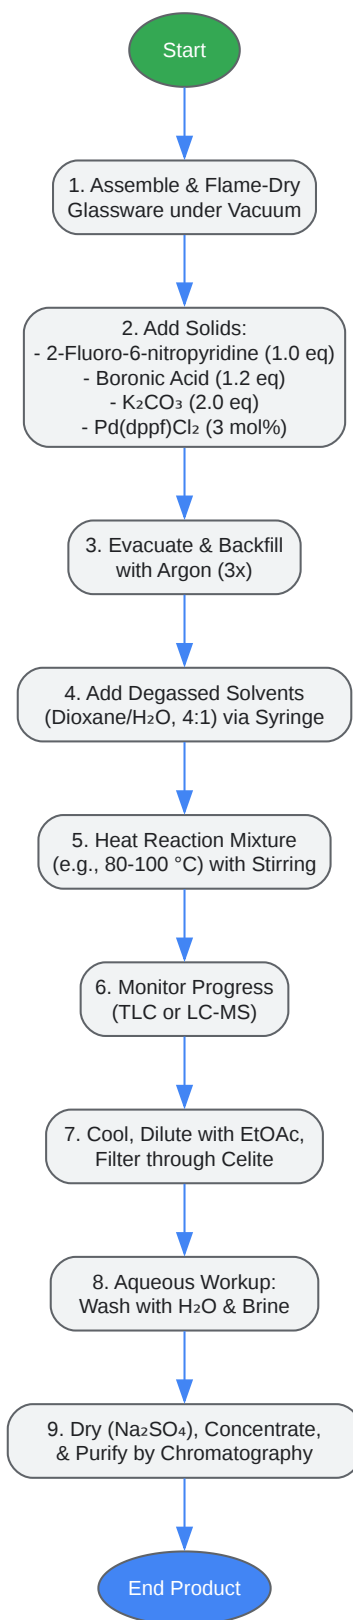 Start
1. Assemble & Flame-Dry
Glassware under Vacuum
2. Add Solids:
- 2-Fluoro-6-nitropyridine (1.0 eq)
- Boronic Acid (1.2 eq)
- K₂CO₃ (2.0 eq)
- Pd(dppf)Cl₂ (3 mol%)
3. Evacuate & Backfill
with Argon (3x)
4. Add Degassed Solvents
(Dioxane/H₂O, 4:1) via Syringe
5. Heat Reaction Mixture
(e.g., 80-100 °C) with Stirring
6. Monitor Progress
(TLC or LC-MS)
7. Cool, Dilute with EtOAc,
Filter through Celite
8. Aqueous Workup:
Wash with H₂O & Brine
9. Dry (Na₂SO₄), Concentrate,
& Purify by Chromatography
End Product